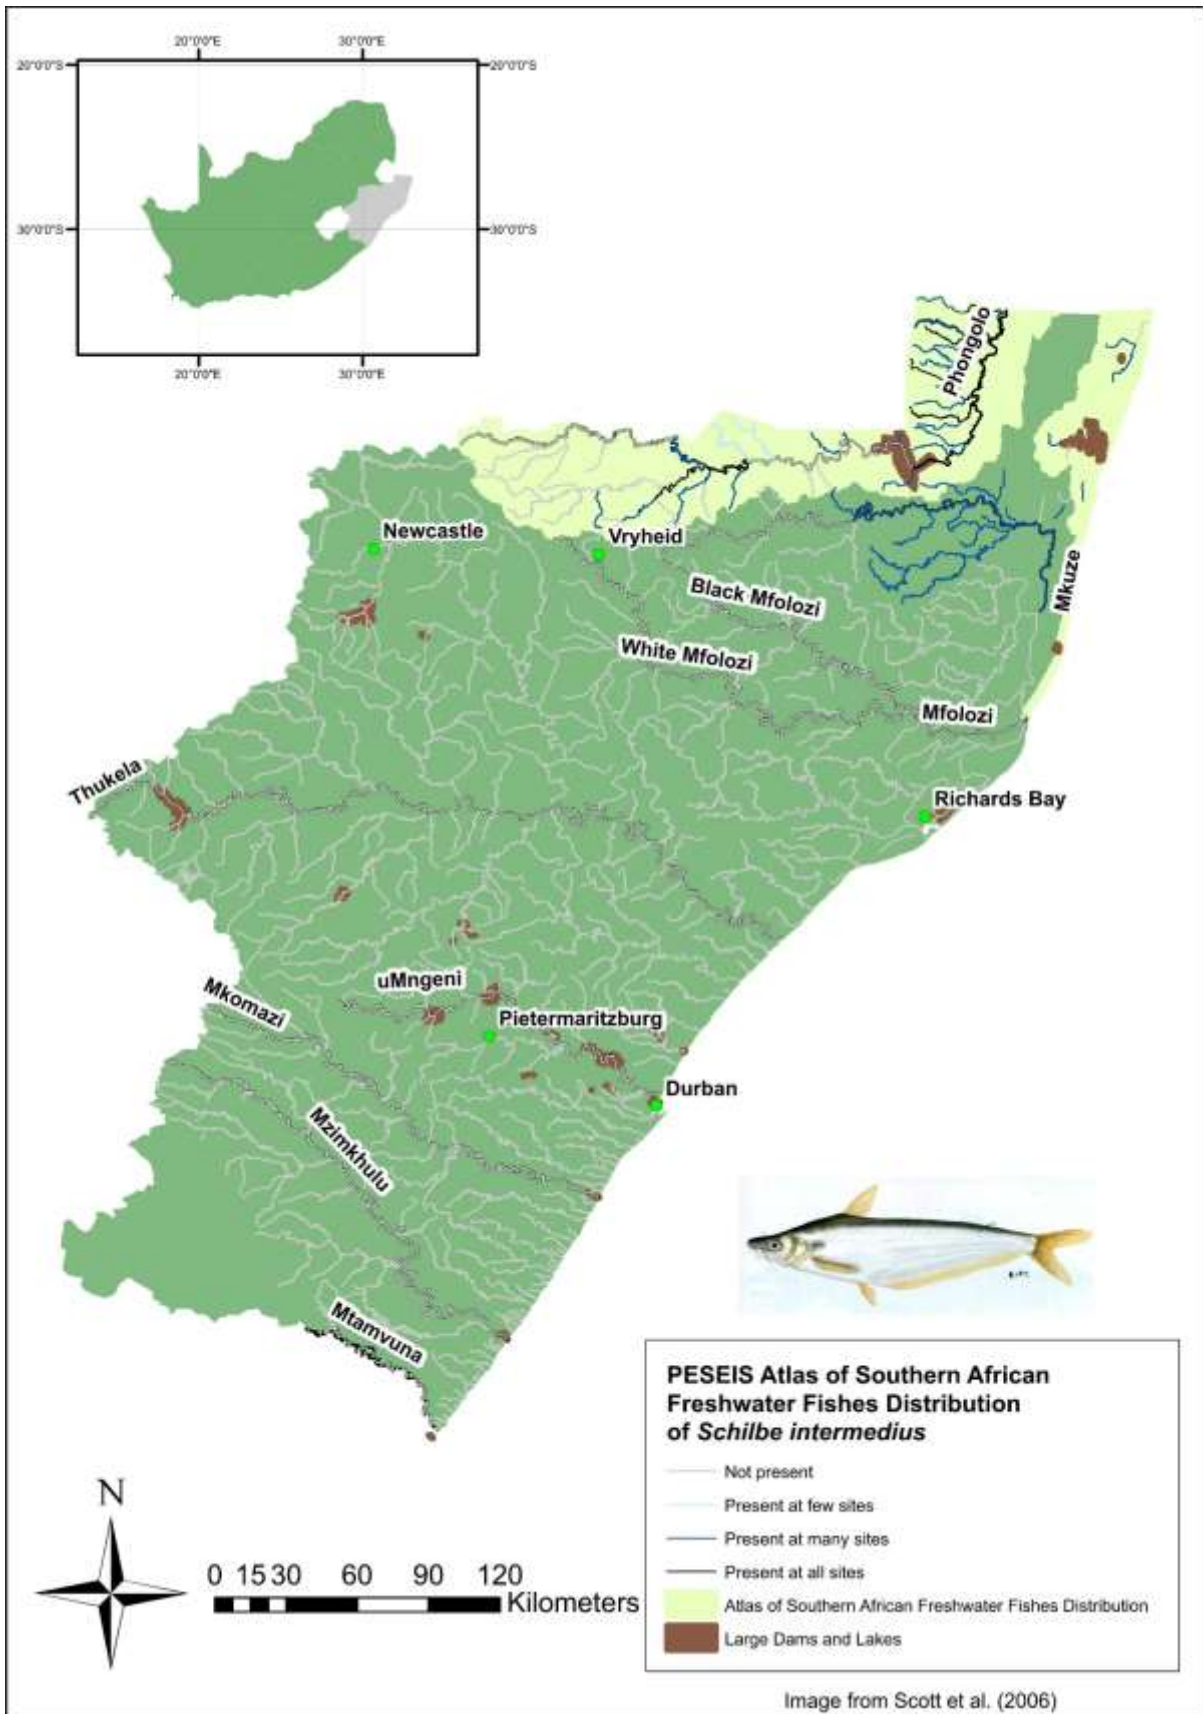 20°0'0"E
30°0'0"E
20°0'0"S
20°0'0"S
30°0'0"S
30°0'0"S
20°0'0"E
30°0'0"E
Phongolo
Newcastle
Vryheid
Black Mfolozi
Mkuze
White Mfolozi
Mfolozi
Thukela
Richards Bay
uMngeni
Mkomazi
Pietermaritzburg
Durban
Mzimkhulu
Mtamvuna
PESEIS Atlas of Southern African
Freshwater Fishes Distribution
of Schilbe intermedius
Not present
Present at few sites
Present at many sites
Present at all sites
Atlas of Southern African Freshwater Fishes Distribution
Large Dams and Lakes
N
0 15 30 60 90 120
Kilometers
Image from Scott et al. (2006)